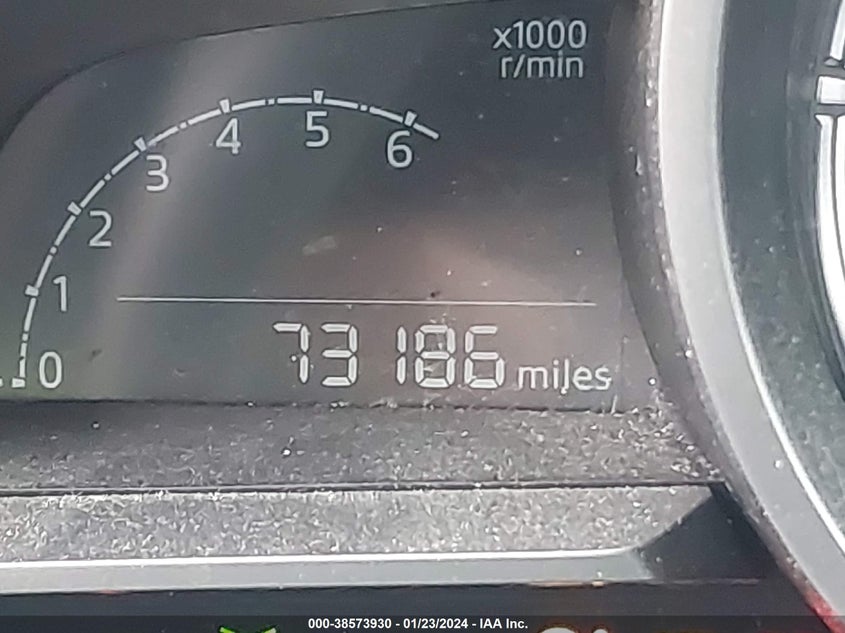 x1000
r/min
0 1 2 3 4 5 6
73186 miles
000-38573930 - 01/23/2024 - IAA Inc.